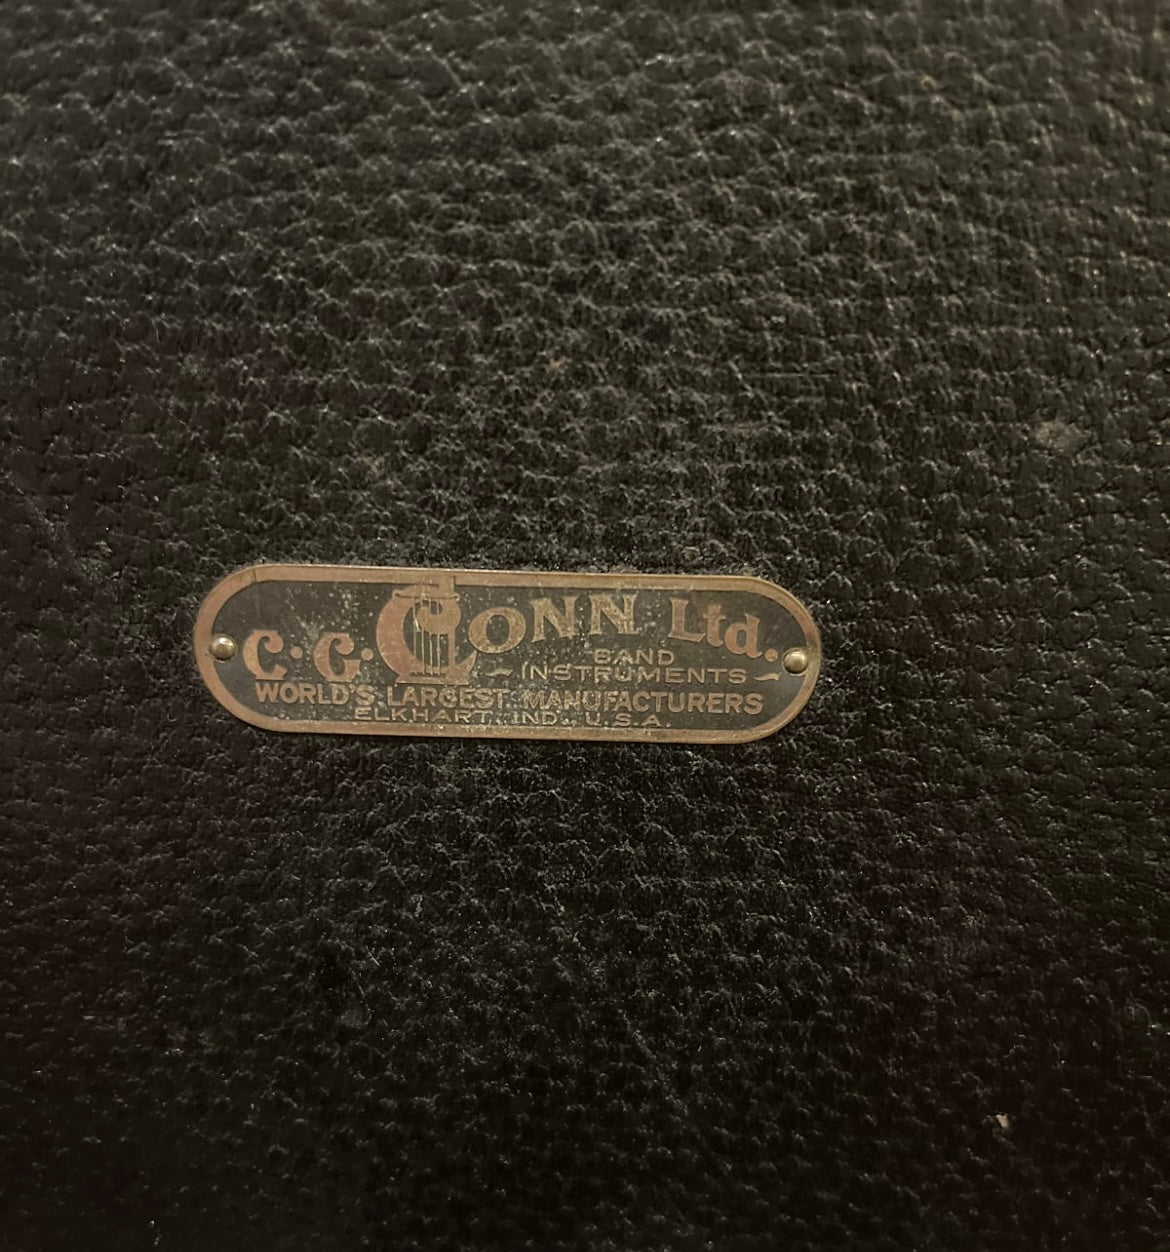 C.G. CONN Ltd.
BAND
~ INSTRUMENTS ~
WORLD'S LARGEST MANUFACTURERS
ELKHART, IND., U.S.A.